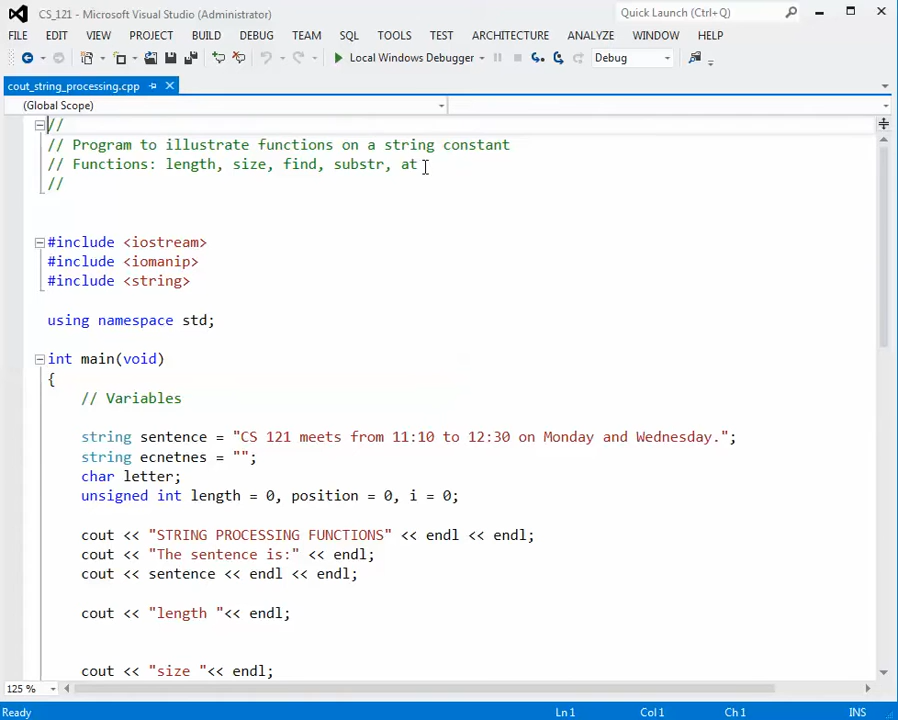 CS_121 - Microsoft Visual Studio (Administrator)
Quick Launch (Ctrl+Q)
FILE EDIT VIEW PROJECT BUILD DEBUG TEAM SQL TOOLS TEST ARCHITECTURE ANALYZE WINDOW HELP
Local Windows Debugger Debug
cout_string_processing.cpp
(Global Scope)
//
// Program to illustrate functions on a string constant
// Functions: length, size, find, substr, at
//
#include <iostream>
#include <iomanip>
#include <string>
using namespace std;
int main(void)
{
// Variables
string sentence = "CS 121 meets from 11:10 to 12:30 on Monday and Wednesday.";
string ecnetnes = "";
char letter;
unsigned int length = 0, position = 0, i = 0;
cout << "STRING PROCESSING FUNCTIONS" << endl << endl;
cout << "The sentence is:" << endl;
cout << sentence << endl << endl;
cout << "length "<< endl;
cout << "size "<< endl;
125 %
Ready Ln 1 Col 1 Ch 1 INS